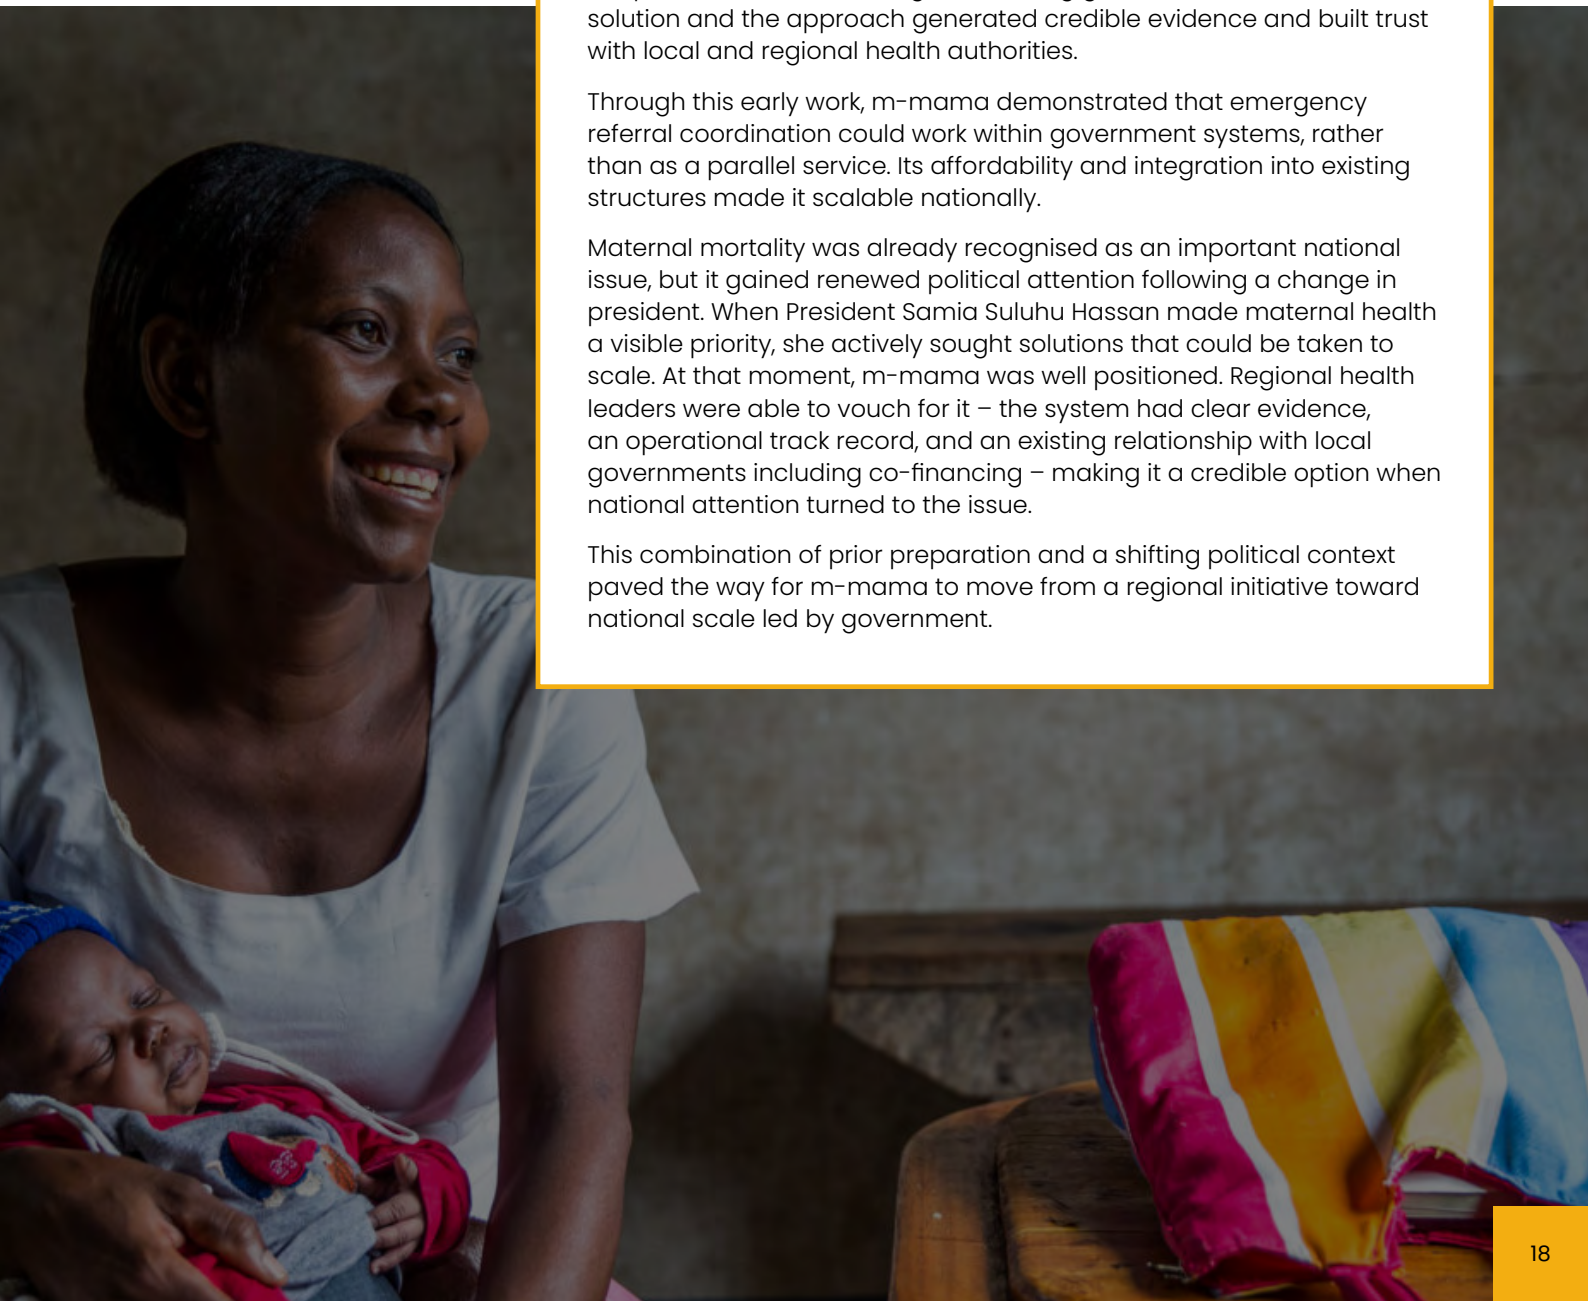 solution and the approach generated credible evidence and built trust
with local and regional health authorities.
Through this early work, m-mama demonstrated that emergency
referral coordination could work within government systems, rather
than as a parallel service. Its affordability and integration into existing
structures made it scalable nationally.
Maternal mortality was already recognised as an important national
issue, but it gained renewed political attention following a change in
president. When President Samia Suluhu Hassan made maternal health
a visible priority, she actively sought solutions that could be taken to
scale. At that moment, m-mama was well positioned. Regional health
leaders were able to vouch for it – the system had clear evidence,
an operational track record, and an existing relationship with local
governments including co-financing – making it a credible option when
national attention turned to the issue.
This combination of prior preparation and a shifting political context
paved the way for m-mama to move from a regional initiative toward
national scale led by government.
18